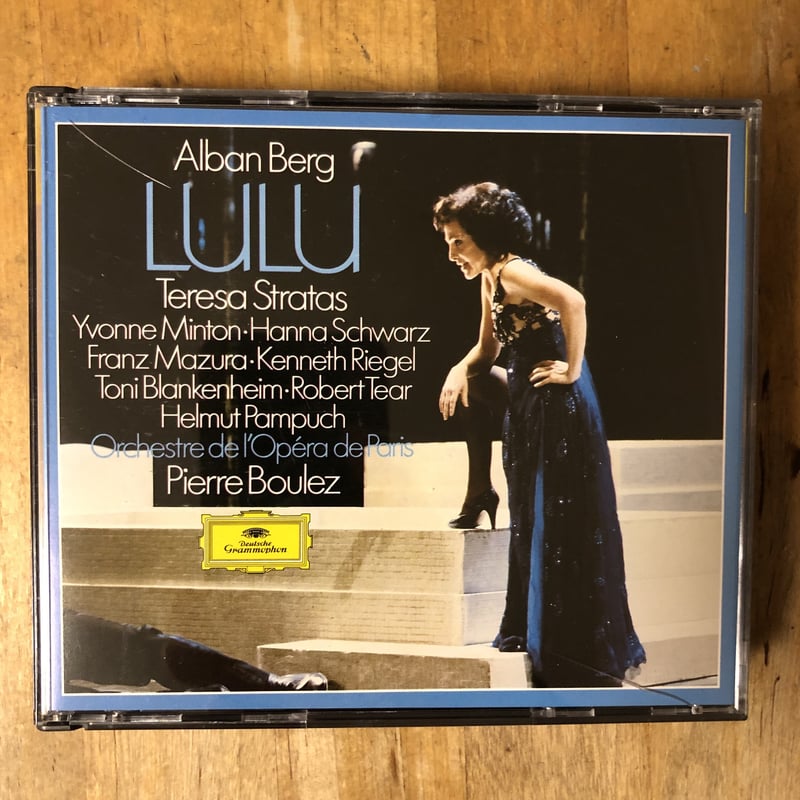 Alban Berg
LULU
Teresa Stratas
Yvonne Minton·Hanna Schwarz
Franz Mazura·Kenneth Riegel
Toni Blankenheim·Robert Tear
Helmut Pampuch
Orchestre de l'Opéra de Paris
Pierre Boulez
Deutsche
Grammophon